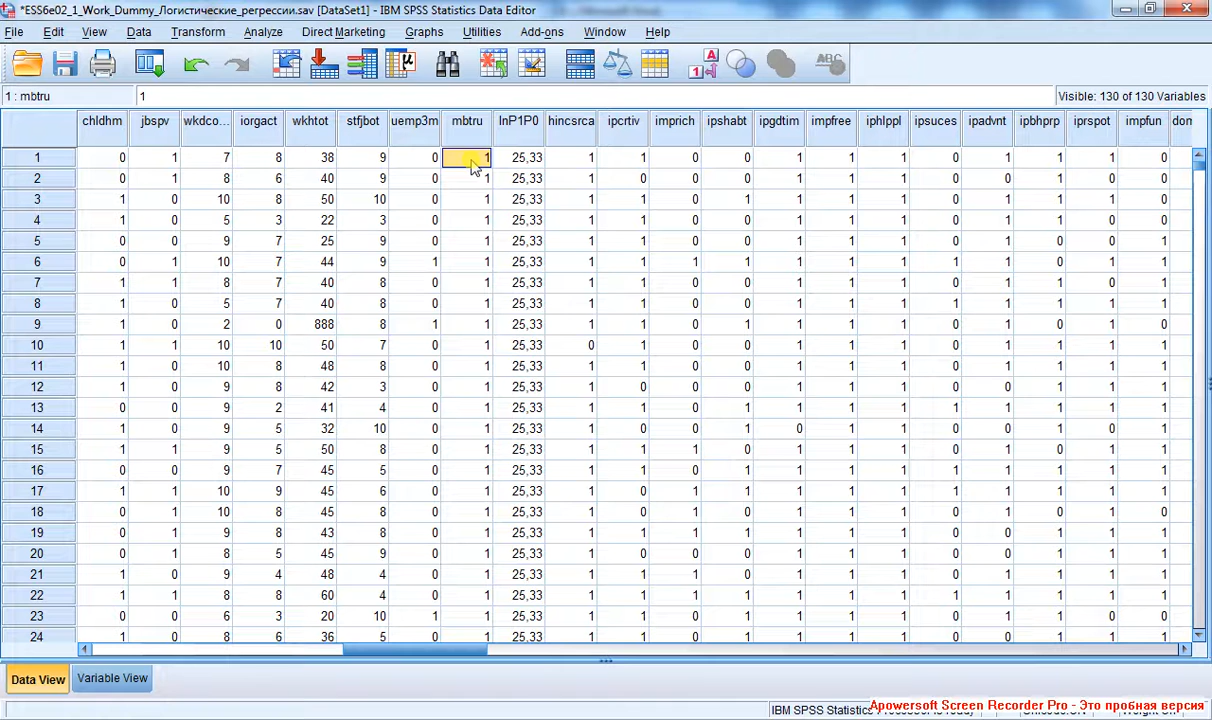 *ESS6e02_1_Work_Dummy_Логистические_регрессии.sav [DataSet1] - IBM SPSS Statistics Data Editor
File Edit View Data Transform Analyze Direct Marketing Graphs Utilities Add-ons Window Help
1 : mbtru 1 Visible: 130 of 130 Variables
chldhm jbspv wkdco... iorgact wkhtot stfjbot uemp3m mbtru lnP1P0 hincsrca ipcrtiv imprich ipshabt ipgdtim impfree iphlppl ipsuces ipadvnt ipbhprp iprspot impfun don
1 0 1 7 8 38 9 0 1 25,33 1 1 0 0 1 1 1 0 1 1 1 0
2 0 1 8 6 40 9 0 1 25,33 1 0 0 0 1 1 1 0 0 1 1 0
3 1 0 10 8 50 10 0 1 25,33 1 1 0 1 1 1 1 0 1 1 1 0
4 1 0 5 3 22 3 0 1 25,33 1 1 0 1 1 1 1 0 1 1 0 0
5 0 0 9 7 25 9 0 1 25,33 1 1 0 0 1 1 1 0 1 0 0 1
6 0 1 10 7 44 9 1 1 25,33 1 1 1 1 1 1 1 1 1 0 1 1
7 1 1 8 7 40 8 0 1 25,33 1 1 0 1 1 1 1 0 1 1 0 1
8 1 0 5 7 40 8 0 1 25,33 1 1 0 0 1 1 1 1 1 1 1 1
9 1 0 2 0 888 8 1 1 25,33 1 1 0 0 1 1 1 1 1 0 1 0
10 1 1 10 10 50 7 0 1 25,33 0 1 0 1 1 1 1 0 1 1 1 1
11 1 0 10 8 48 8 0 1 25,33 1 1 0 1 1 1 1 0 1 1 1 1
12 1 0 9 8 42 3 0 1 25,33 1 0 0 1 1 1 1 0 0 1 1 1
13 0 0 9 2 41 4 0 1 25,33 1 1 0 1 1 1 1 0 1 1 1 1
14 1 0 9 5 32 10 0 1 25,33 1 0 0 1 0 1 1 0 1 0 1 1
15 1 1 9 5 50 8 0 1 25,33 1 1 1 0 1 1 1 0 1 0 1 1
16 0 0 9 7 45 5 0 1 25,33 1 1 0 0 1 1 1 1 1 1 1 1
17 1 1 10 9 45 6 0 1 25,33 1 0 1 1 1 1 1 1 1 1 1 1
18 0 1 10 8 45 8 0 1 25,33 1 1 0 1 1 1 1 0 1 0 1 1
19 0 1 9 8 43 8 0 1 25,33 1 1 1 1 1 1 1 0 1 1 1 1
20 0 1 8 5 45 9 0 1 25,33 1 0 0 1 1 1 1 0 0 1 1 1
21 1 0 9 4 48 4 0 1 25,33 1 1 1 0 1 1 1 0 1 1 1 1
22 1 1 8 8 60 4 0 1 25,33 1 1 1 1 1 1 1 0 1 1 1 1
23 0 0 6 3 20 10 1 1 25,33 1 1 0 1 1 1 1 0 1 1 0 0
24 1 0 8 6 36 5 0 1 25,33 1 1 0 1 1 1 1 0 0 1 1 1
Data View Variable View
Apowersoft Screen Recorder Pro - Это пробная версия